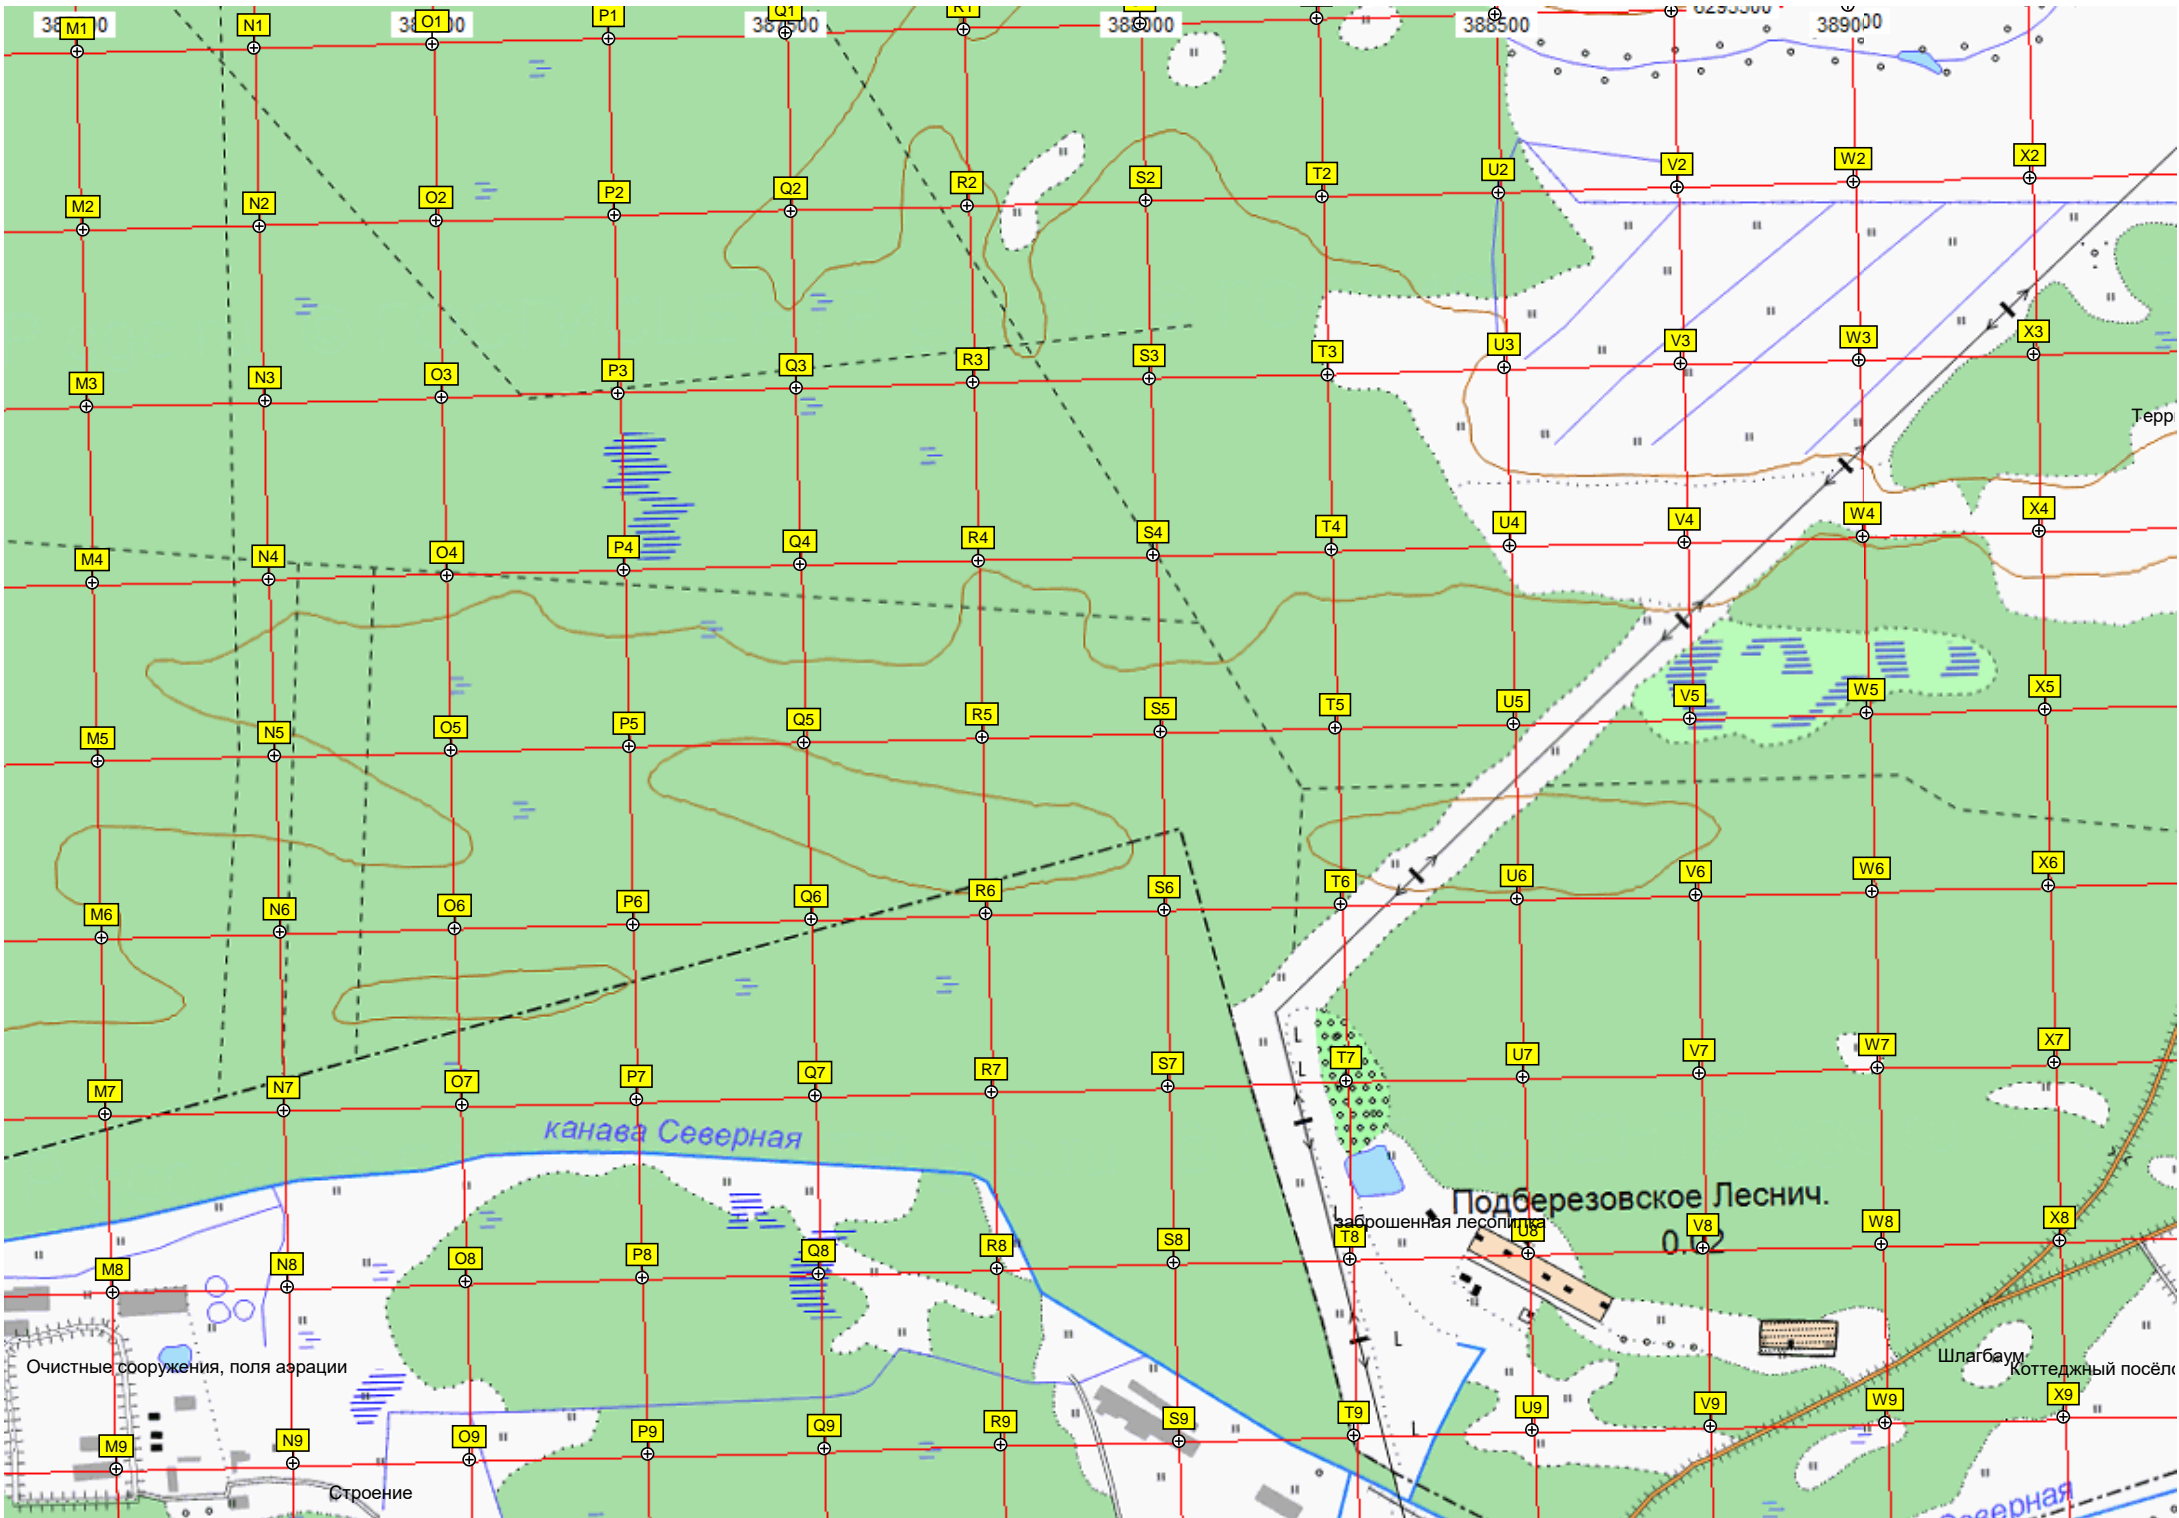 M1 N1 O1 P1 Q1 R1
388000 388500
M2 N2 O2 P2 Q2 R2 S2 T2 U2 V2 W2 X2
M3 N3 O3 P3 Q3 R3 S3 T3 U3 V3 W3 X3
M4 N4 O4 P4 Q4 R4 S4 T4 U4 V4 W4 X4
M5 N5 O5 P5 Q5 R5 S5 T5 U5 V5 W5 X5
M6 N6 O6 P6 Q6 R6 S6 T6 U6 V6 W6 X6
M7 N7 O7 P7 Q7 R7 S7 T7 U7 V7 W7 X7
канава Северная
Подберезовское Леснич.
заброшенная лесопилка
M8 N8 O8 P8 Q8 R8 S8 T8 U8 V8 W8 X8
Очистные сооружения, поля аэрации
Шлагбаум
Коттеджный
M9 N9 O9 P9 Q9 R9 S9 T9 U9 V9 W9 X9
Строение